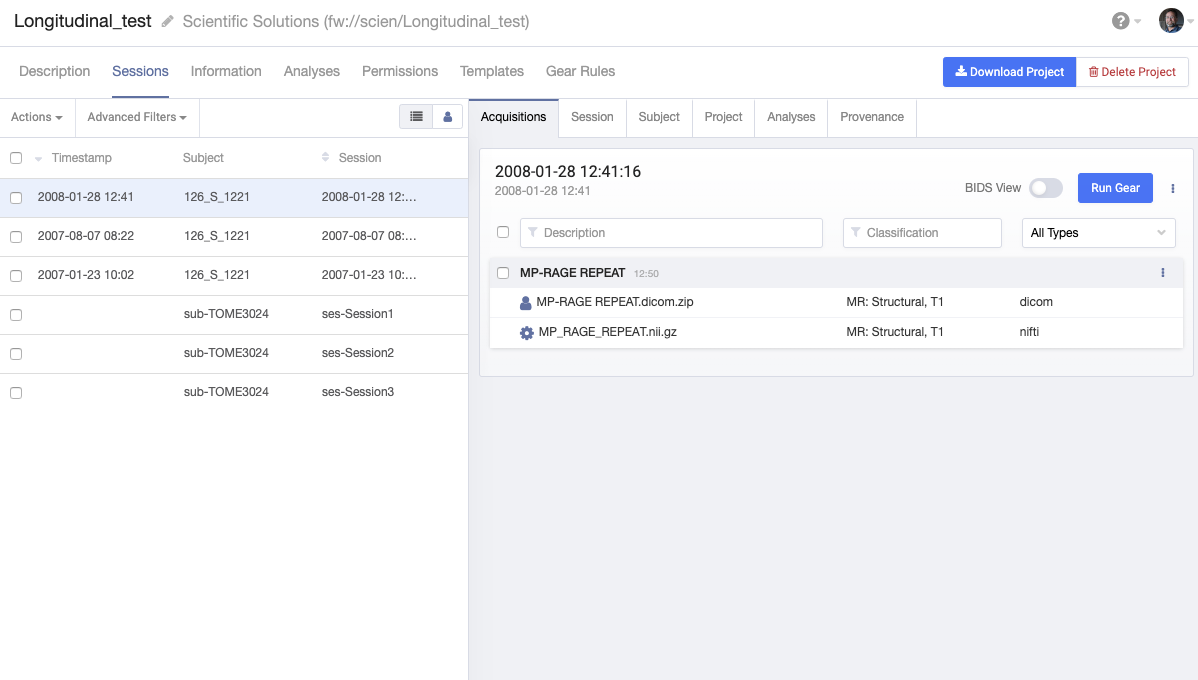 Longitudinal_test Scientific Solutions (fw://scien/Longitudinal_test)
?
Description Sessions Information Analyses Permissions Templates Gear Rules Download Project Delete Project
Actions Advanced Filters
Acquisitions Session Subject Project Analyses Provenance
Timestamp Subject Session
2008-01-28 12:41 126_S_1221 2008-01-28 12:...
2007-08-07 08:22 126_S_1221 2007-08-07 08:...
2007-01-23 10:02 126_S_1221 2007-01-23 10:...
sub-TOME3024 ses-Session1
sub-TOME3024 ses-Session2
sub-TOME3024 ses-Session3
2008-01-28 12:41:16
2008-01-28 12:41
BIDS View Run Gear
Description Classification All Types
MP-RAGE REPEAT 12:50
MP-RAGE REPEAT.dicom.zip MR: Structural, T1 dicom
MP_RAGE_REPEAT.nii.gz MR: Structural, T1 nifti